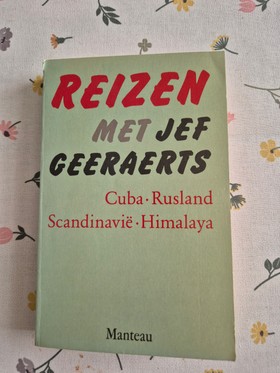 REIZEN
MET JEF
GEERAERTS
Cuba · Rusland
Scandinavië · Himalaya
Manteau